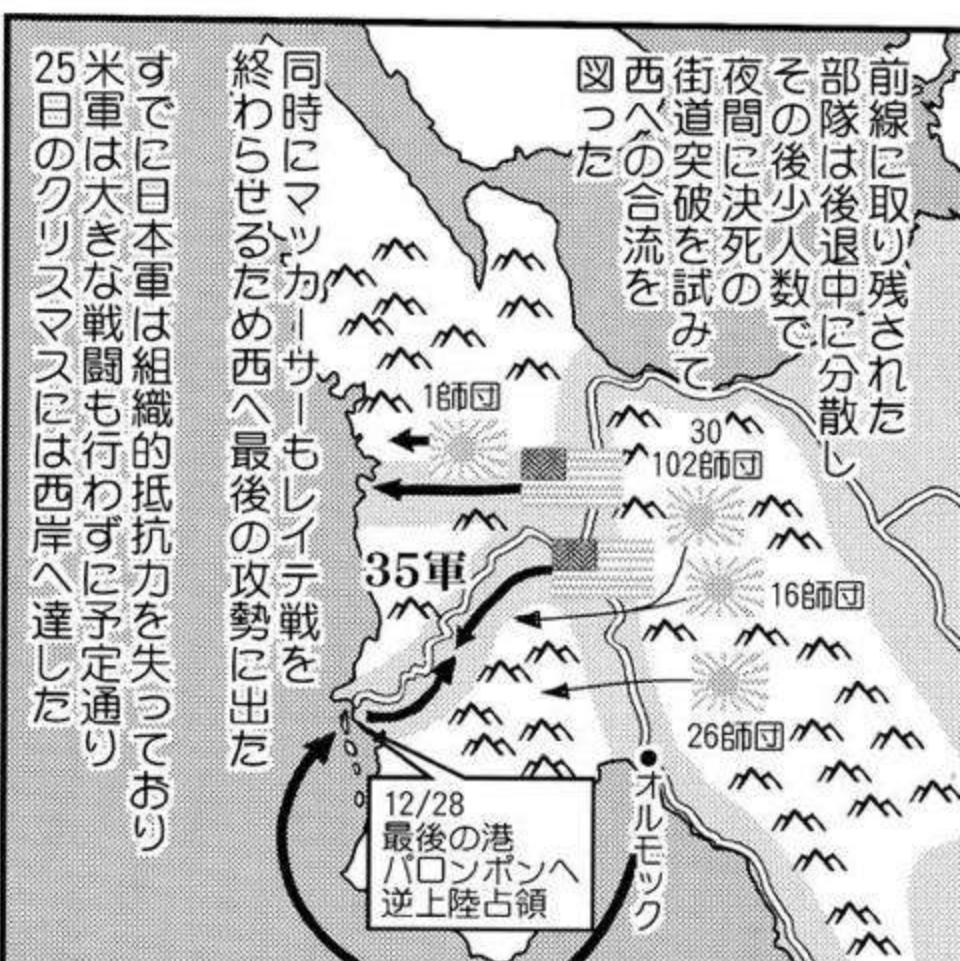 前線に取り残された
部隊は後退中に分散し
その後少人数で
夜間に決死の
街道突破を試みて
西への合流を
図った
同時にマッカーサーもレイテ戦を
終わらせるため西へ最後の攻勢に出た
すでに日本軍は組織的抵抗力を失っており
米軍は大きな戦闘も行わずに予定通り
25日のクリスマスには西岸へ達した
1師団
30
102師団
35軍
16師団
26師団
オルモック
12/28
最後の港
パロンポンへ
逆上陸占領